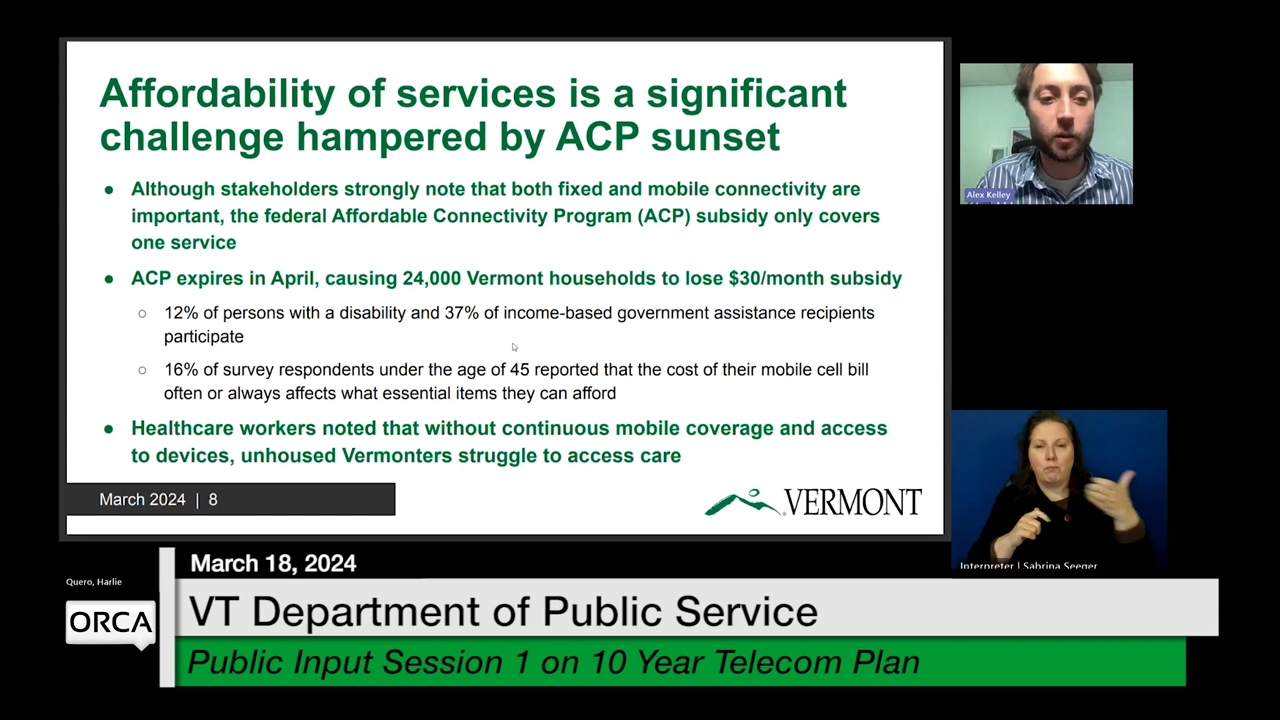 Affordability of services is a significant
challenge hampered by ACP sunset
● Although stakeholders strongly note that both fixed and mobile connectivity are
important, the federal Affordable Connectivity Program (ACP) subsidy only covers
one service
● ACP expires in April, causing 24,000 Vermont households to lose $30/month subsidy
○ 12% of persons with a disability and 37% of income-based government assistance recipients
participate
○ 16% of survey respondents under the age of 45 reported that the cost of their mobile cell bill
often or always affects what essential items they can afford
● Healthcare workers noted that without continuous mobile coverage and access
to devices, unhoused Vermonters struggle to access care
March 2024 | 8
VERMONT
Alex Kelley
Interpreter | Sabrina Seeger
March 18, 2024
Quero, Harlie
ORCA
VT Department of Public Service
Public Input Session 1 on 10 Year Telecom Plan